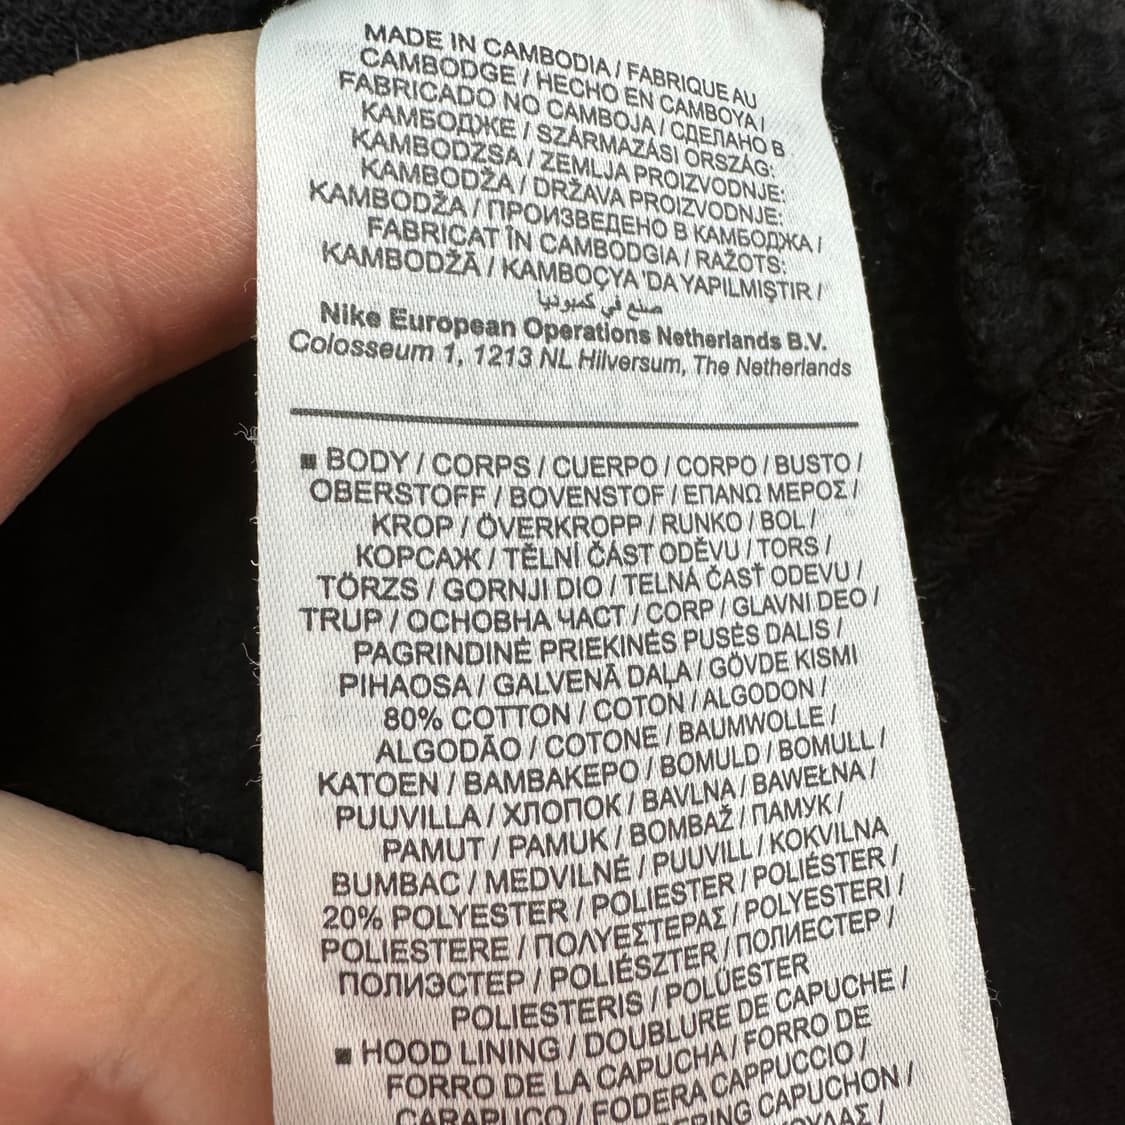 MADE IN CAMBODIA / FABRIQUE AU
CAMBODGE / HECHO EN CAMBOYA /
FABRICADO NO CAMBOJA / СДЕЛАНО В
КАМБОДЖЕ / SZÁRMAZÁSI ORSZÁG:
KAMBODZSA / ZEMLJA PROIZVODNJE:
KAMBODŽA / DRŽAVA PROIZVODNJE:
KAMBODŽA / ПРОИЗВЕДЕНО В КАМБОДЖА /
FABRICAT ÎN CAMBODGIA / RAŽOTS:
KAMBODŽĀ / KAMBOÇYA'DA YAPILMIŞTIR /
صنع في كمبوديا
Nike European Operations Netherlands B.V.
Colosseum 1, 1213 NL Hilversum, The Netherlands
■ BODY / CORPS / CUERPO / CORPO / BUSTO /
OBERSTOFF / BOVENSTOF / ΕΠΑΝΩ ΜΕΡΟΣ /
KROP / ÖVERKROPP / RUNKO / BOL /
КОРСАЖ / TĚLNÍ ČÁST ODĚVU / TORS /
TÖRZS / GORNJI DIO / TELNÁ ČASŤ ODEVU /
TRUP / ОСНОВНА ЧАСТ / CORP / GLAVNI DEO /
PAGRINDINĖ PRIEKINĖS PUSĖS DALIS /
PIHAOSA / GALVENĀ DAĻA / GÖVDE KISMI
80% COTTON / COTON / ALGODON /
ALGODÃO / COTONE / BAUMWOLLE /
KATOEN / ΒΑΜΒΑΚΕΡΟ / BOMULD / BOMULL /
PUUVILLA / ХЛОПОК / BAVLNA / BAWEŁNA /
PAMUT / PAMUK / BOMBAŽ / ПАМУК /
BUMBAC / MEDVILNĖ / PUUVILL / KOKVILNA
20% POLYESTER / POLIESTER / POLIÉSTER /
POLIESTERE / ΠΟΛΥΕΣΤΕΡΑΣ / POLYESTERI /
ПОЛИЭСТЕР / POLIÉSZTER / ПОЛИЕСТЕР /
POLIESTERIS / POLÜESTER
■ HOOD LINING / DOUBLURE DE CAPUCHE /
FORRO DE LA CAPUCHA / FORRO DE
CARAPUÇO / FODERA CAPPUCCIO /
CAPUCHON /